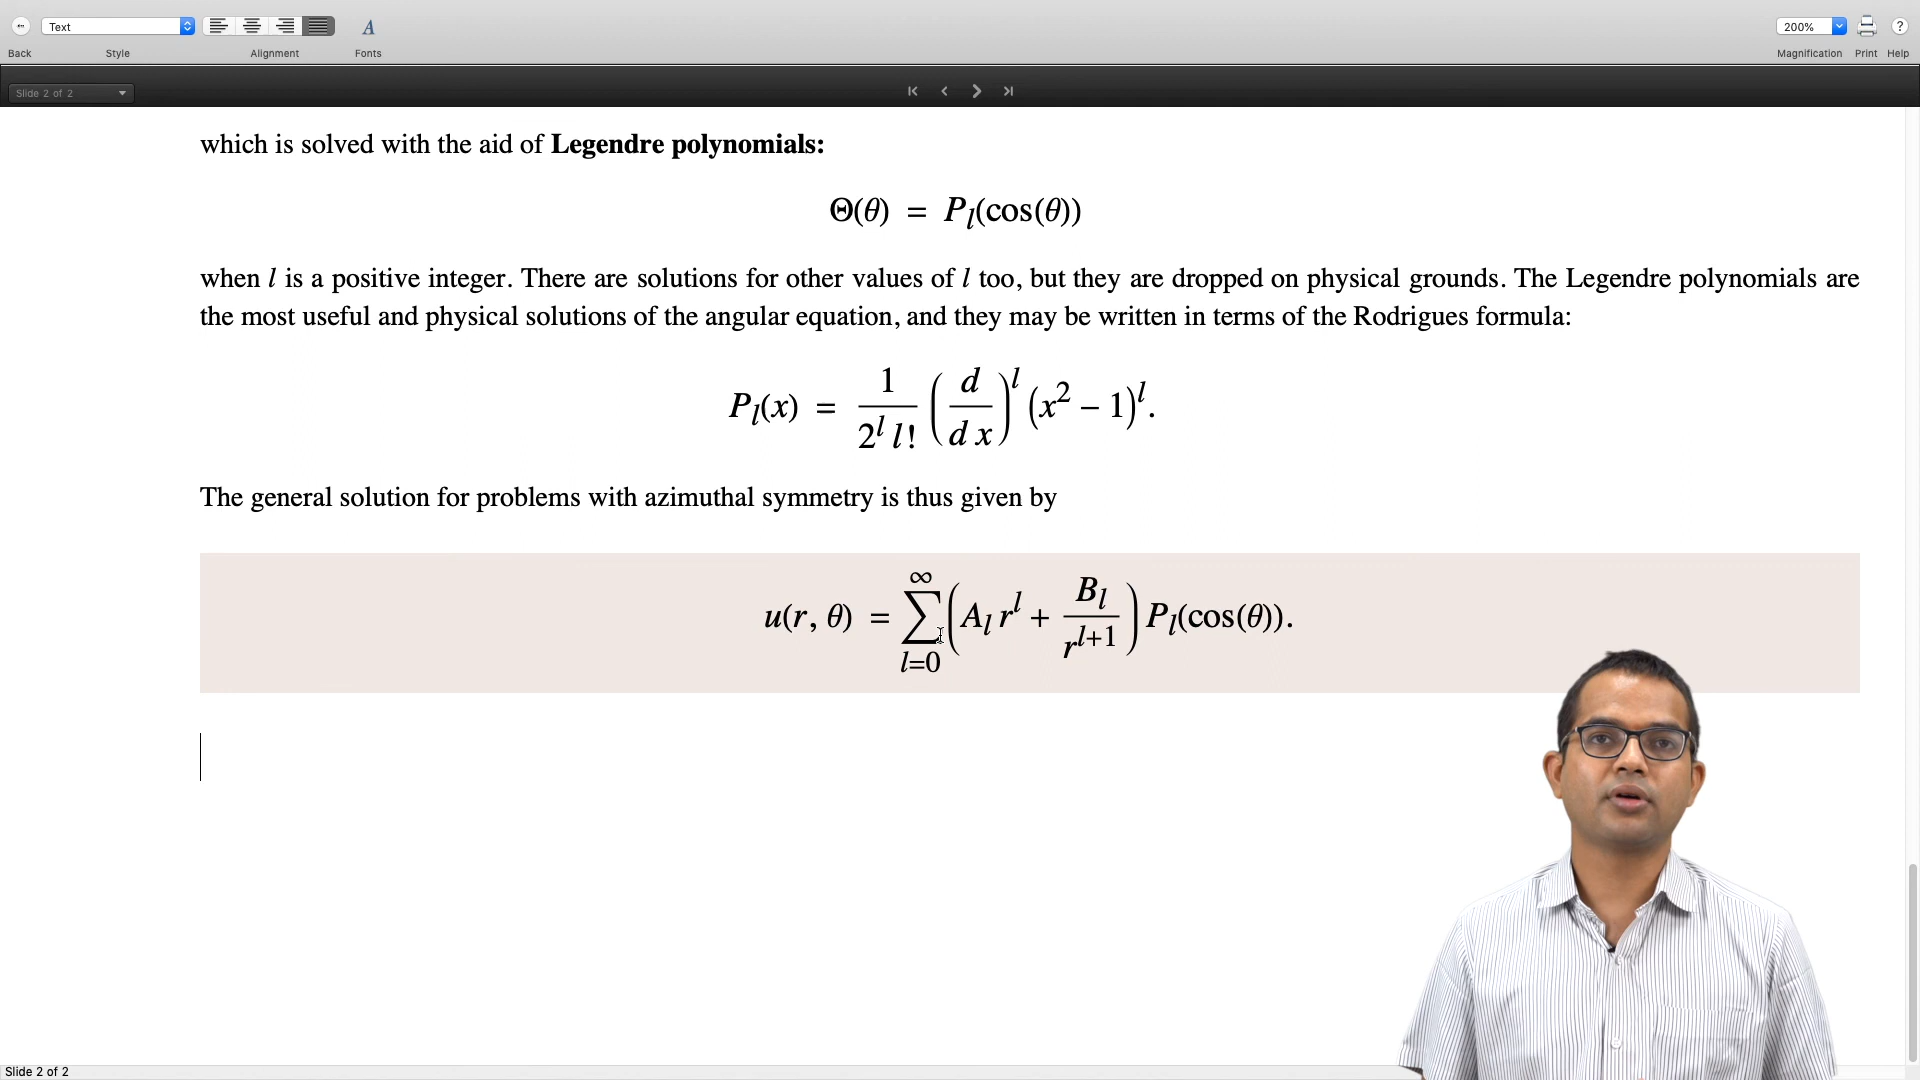 Text
200%
Back
Style
Alignment
Fonts
Magnification
Print
Help
Slide 2 of 2
which is solved with the aid of Legendre polynomials:
Θ(θ) = P_l(cos(θ))
when l is a positive integer. There are solutions for other values of l too, but they are dropped on physical grounds. The Legendre polynomials are
the most useful and physical solutions of the angular equation, and they may be written in terms of the Rodrigues formula:
P_l(x) = 1/(2^l l!) (d/(d x))^l (x^2 − 1)^l.
The general solution for problems with azimuthal symmetry is thus given by
u(r, θ) = ∑_{l=0}^{∞} (A_l r^l + B_l/r^{l+1}) P_l(cos(θ)).
Slide 2 of 2